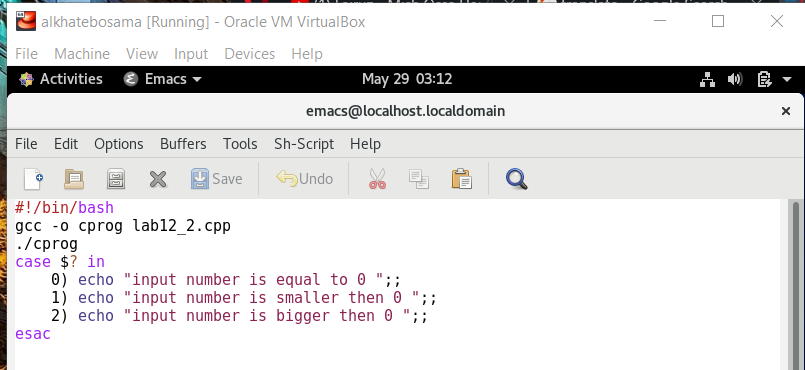 alkhatebosama [Running] - Oracle VM VirtualBox
File Machine View Input Devices Help
Activities Emacs May 29 03:12
emacs@localhost.localdomain
File Edit Options Buffers Tools Sh-Script Help
Save Undo
#!/bin/bash
gcc -o cprog lab12_2.cpp
./cprog
case $? in
    0) echo "input number is equal to 0 ";;
    1) echo "input number is smaller then 0 ";;
    2) echo "input number is bigger then 0 ";;
esac